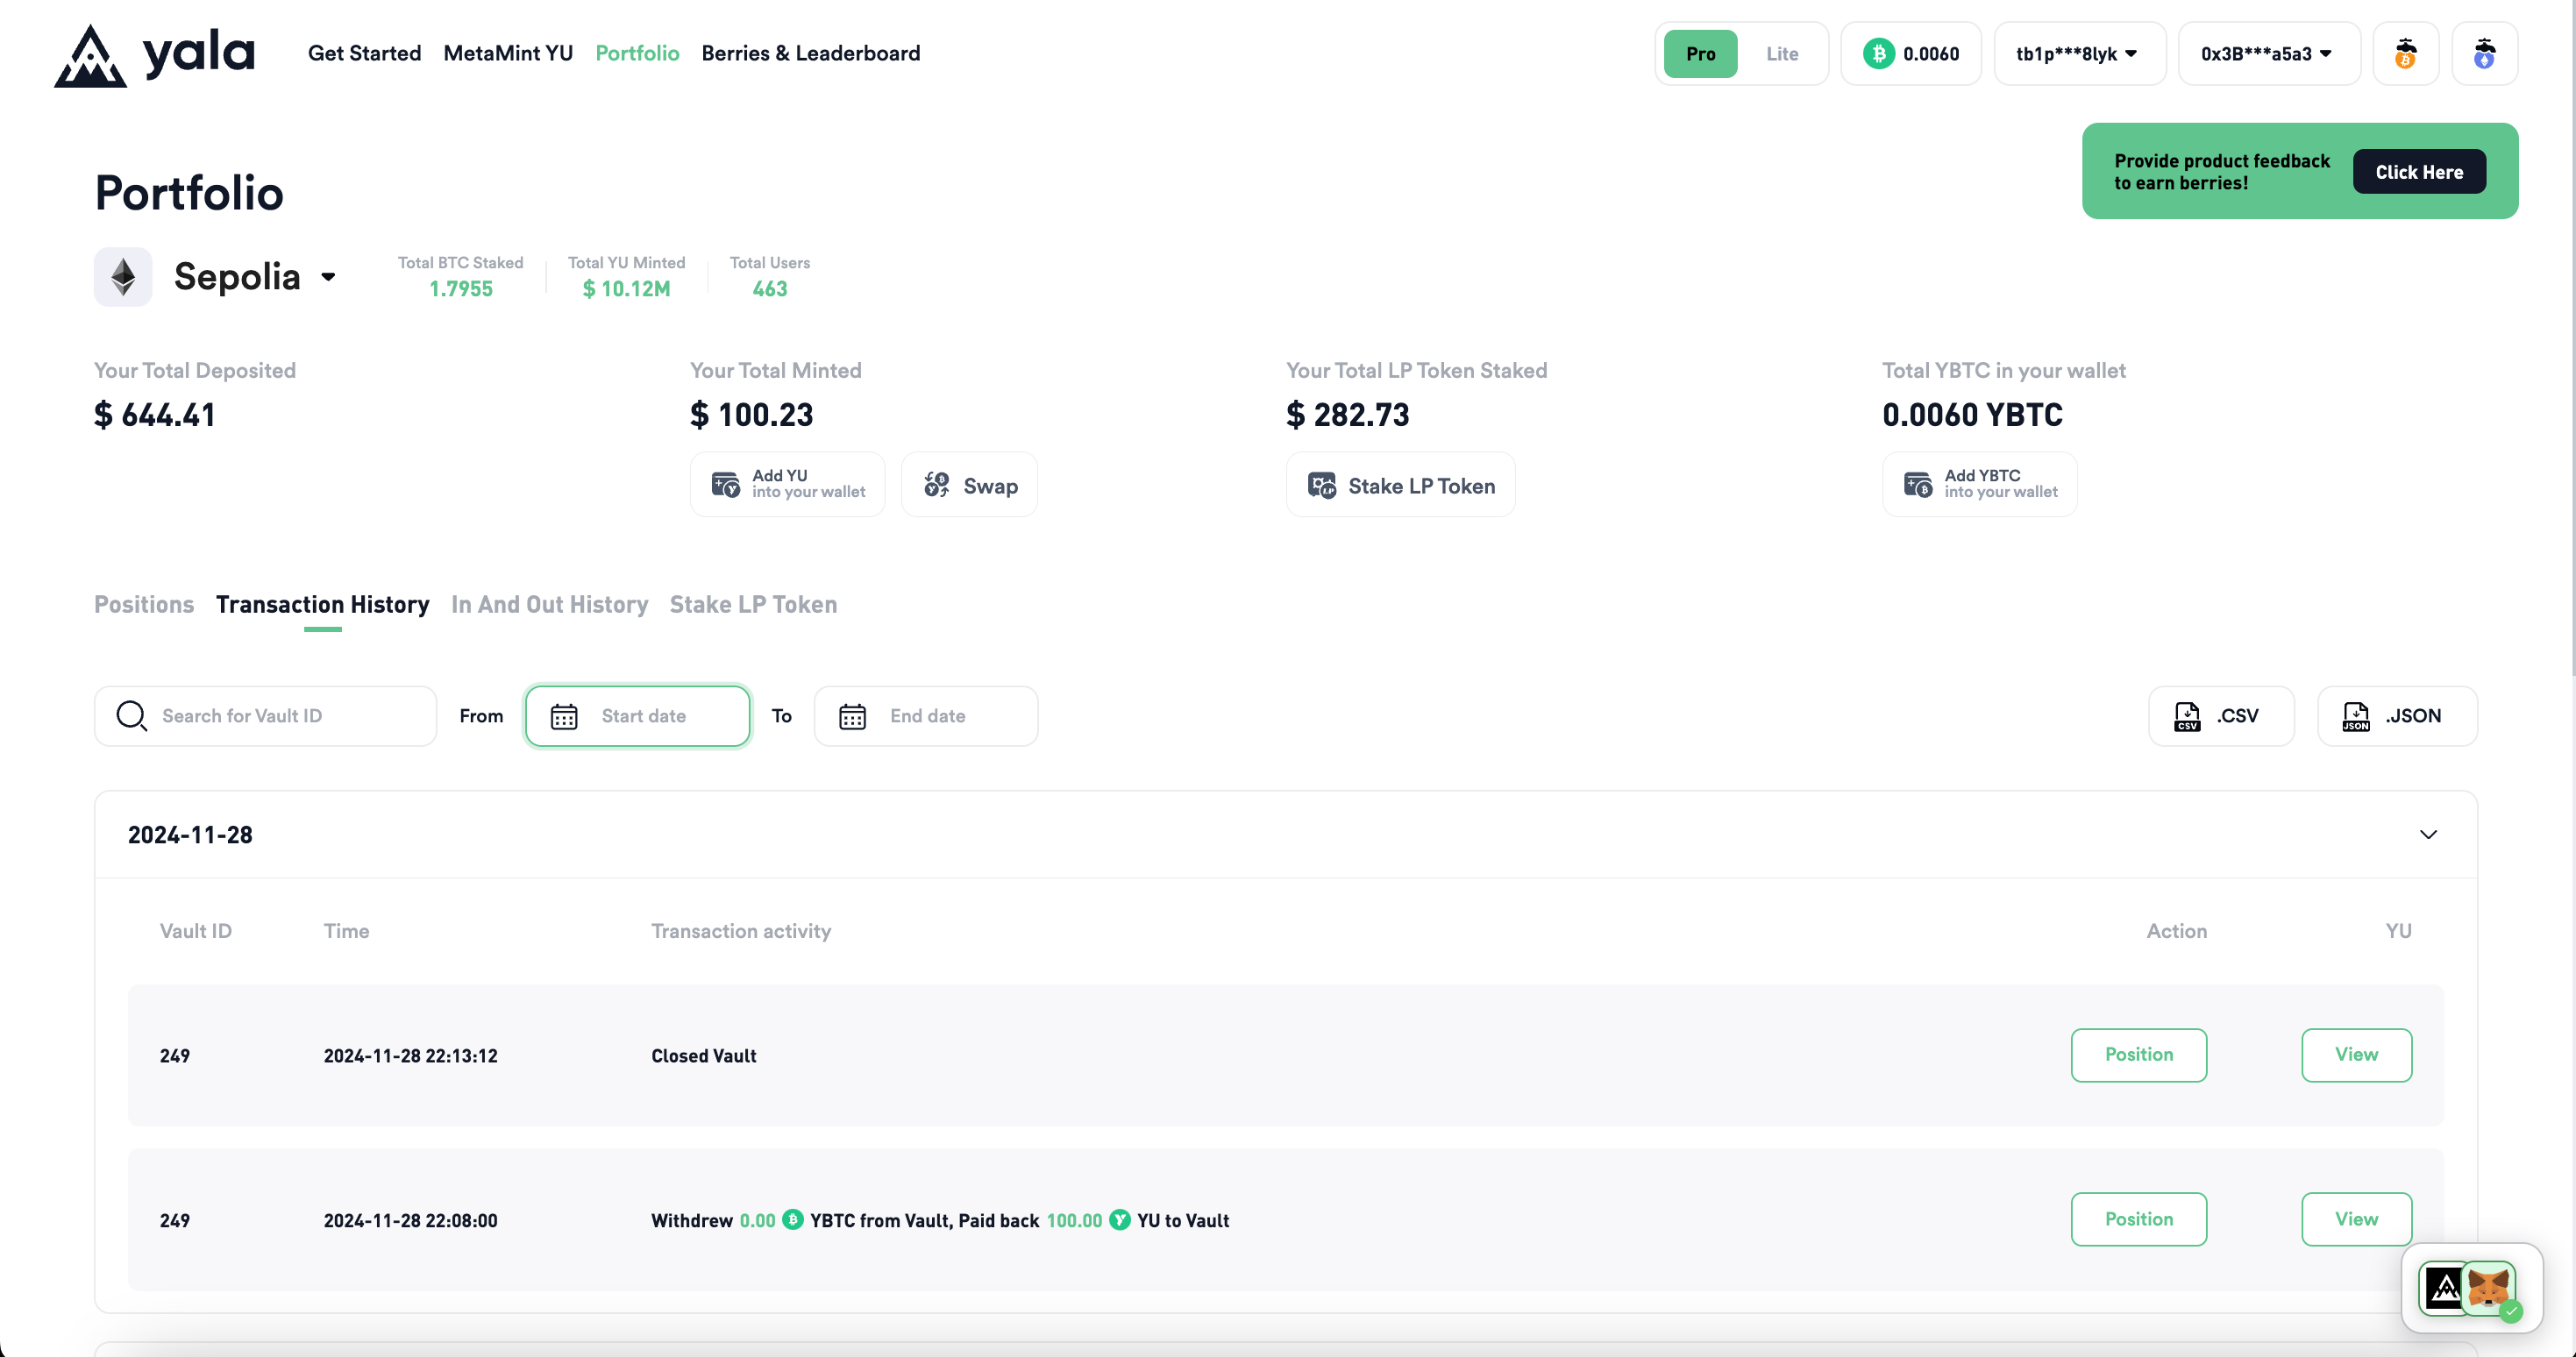 yala
Get Started MetaMint YU Portfolio Berries & Leaderboard
Pro Lite 0.0060 tb1p***8lyk 0x3B***a5a3
Portfolio
Provide product feedback
to earn berries!
Click Here
Sepolia
Total BTC Staked
1.7955
Total YU Minted
$ 10.12M
Total Users
463
Your Total Deposited
$ 644.41
Your Total Minted
$ 100.23
Add YU
into your wallet
Swap
Your Total LP Token Staked
$ 282.73
Stake LP Token
Total YBTC in your wallet
0.0060 YBTC
Add YBTC
into your wallet
Positions Transaction History In And Out History Stake LP Token
Search for Vault ID From Start date To End date
CSV .CSV JSON .JSON
2024-11-28
Vault ID Time Transaction activity Action YU
249 2024-11-28 22:13:12 Closed Vault Position View
249 2024-11-28 22:08:00 Withdrew 0.00 YBTC from Vault, Paid back 100.00 YU to Vault Position View